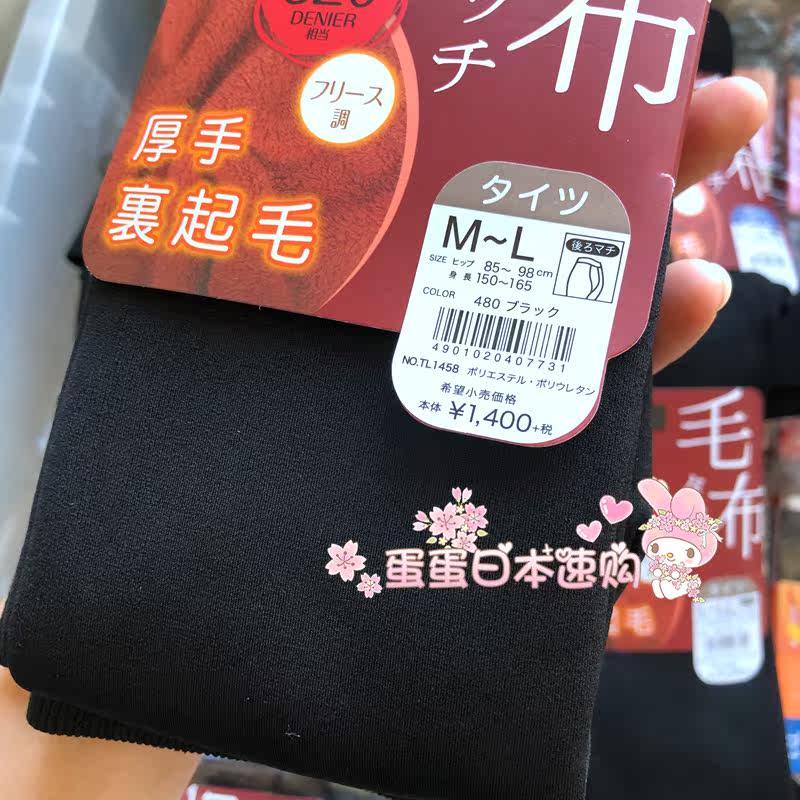 DENIER
相当
フリース
調
ッチ
布
厚手
裏起毛
タイツ
M~L
後ろマチ
SIZE ヒップ 85~ 98cm
身長 150~165
COLOR 480 ブラック
4901020407731
NO.TL1458 ポリエステル・ポリウレタン
希望小売価格
本体 ¥1,400+税
毛布
蛋蛋日本速购